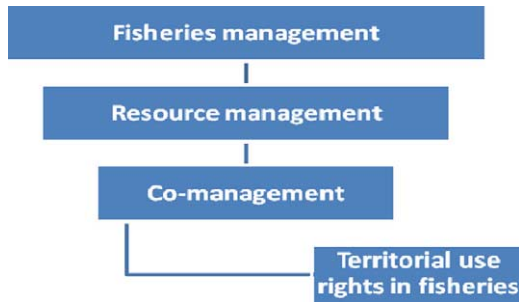 Fisheries management
Resource management
Co-management
Territorial use
rights in fisheries